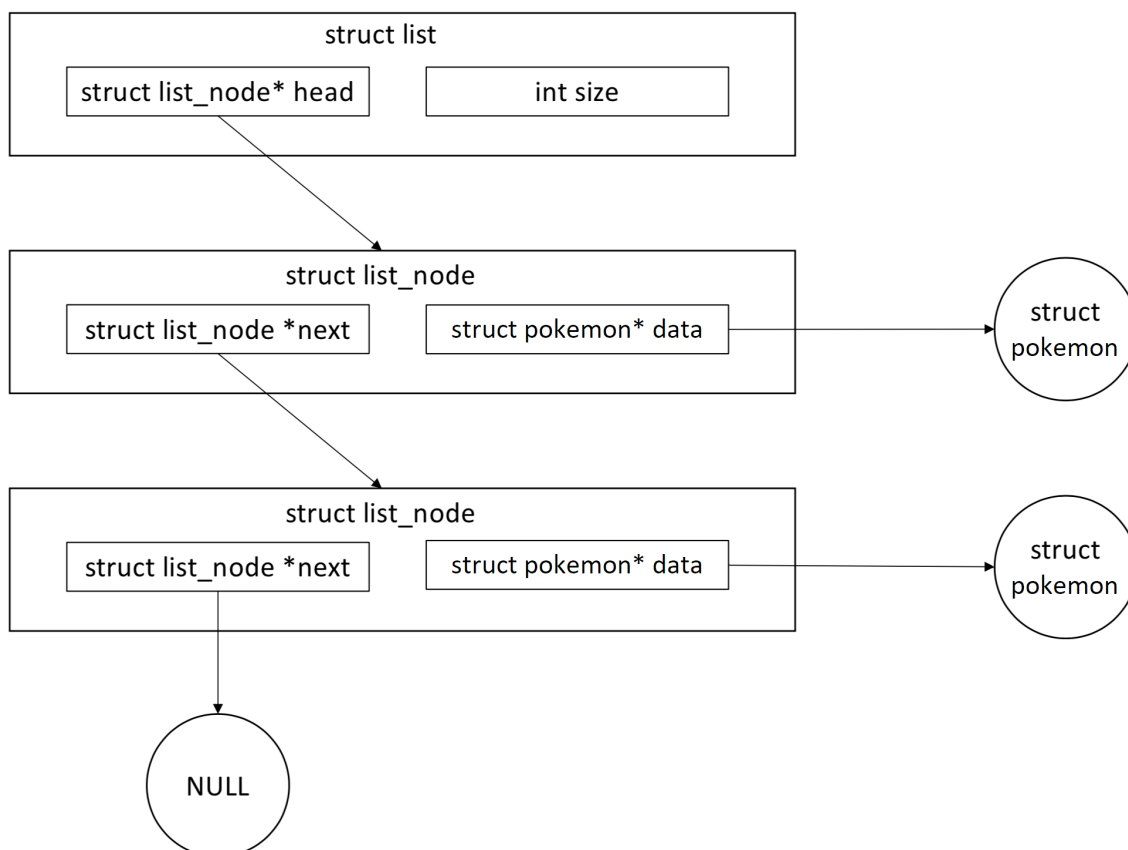 struct list
struct list_node* head
int size
struct list_node
struct list_node *next
struct pokemon* data
struct
pokemon
struct list_node
struct list_node *next
struct pokemon* data
struct
pokemon
NULL